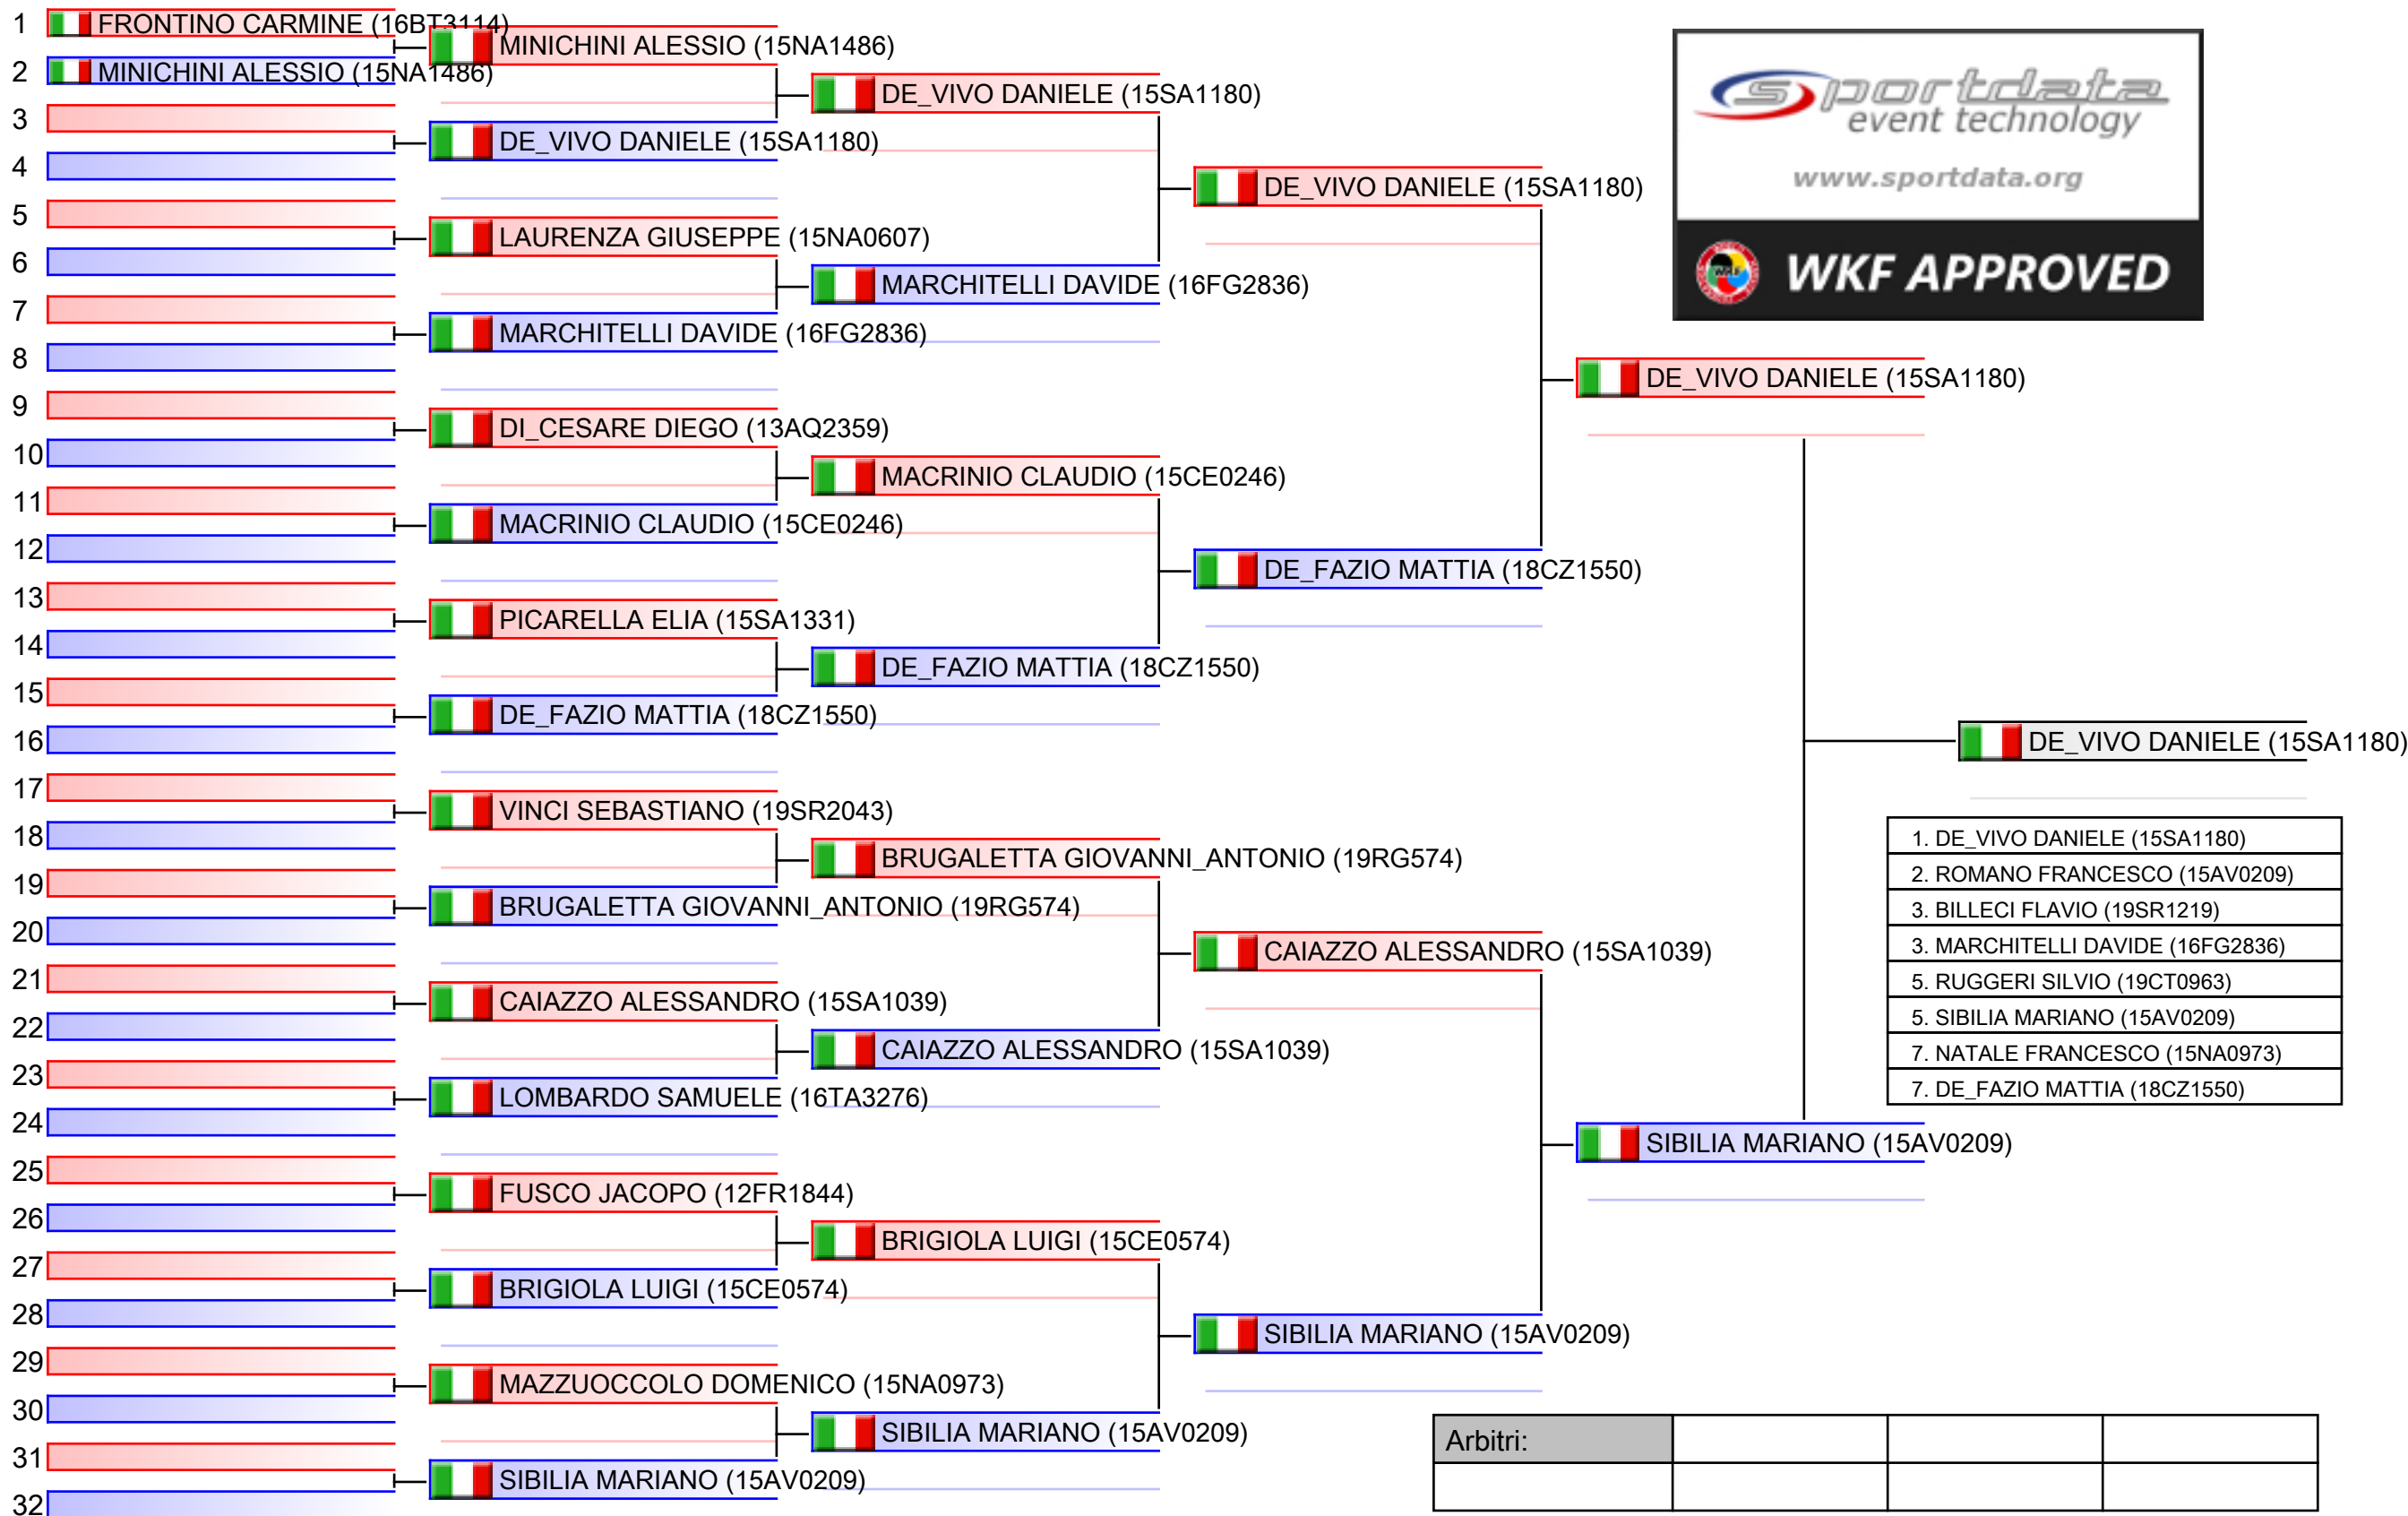 1 FRONTINO CARMINE (16BT3114)
2 MINICHINI ALESSIO (15NA1486)
3
4
5
6
7
8
9
10
11
12
13
14
15
16
17
18
19
20
21
22
23
24
25
26
27
28
29
30
31
32
MINICHINI ALESSIO (15NA1486)
DE_VIVO DANIELE (15SA1180)
LAURENZA GIUSEPPE (15NA0607)
MARCHITELLI DAVIDE (16FG2836)
DI_CESARE DIEGO (13AQ2359)
MACRINIO CLAUDIO (15CE0246)
PICARELLA ELIA (15SA1331)
DE_FAZIO MATTIA (18CZ1550)
VINCI SEBASTIANO (19SR2043)
BRUGALETTA GIOVANNI_ANTONIO (19RG574)
CAIAZZO ALESSANDRO (15SA1039)
LOMBARDO SAMUELE (16TA3276)
FUSCO JACOPO (12FR1844)
BRIGIOLA LUIGI (15CE0574)
MAZZUOCCOLO DOMENICO (15NA0973)
SIBILIA MARIANO (15AV0209)
DE_VIVO DANIELE (15SA1180)
MARCHITELLI DAVIDE (16FG2836)
MACRINIO CLAUDIO (15CE0246)
DE_FAZIO MATTIA (18CZ1550)
BRUGALETTA GIOVANNI_ANTONIO (19RG574)
CAIAZZO ALESSANDRO (15SA1039)
BRIGIOLA LUIGI (15CE0574)
SIBILIA MARIANO (15AV0209)
DE_VIVO DANIELE (15SA1180)
DE_FAZIO MATTIA (18CZ1550)
CAIAZZO ALESSANDRO (15SA1039)
SIBILIA MARIANO (15AV0209)
DE_VIVO DANIELE (15SA1180)
SIBILIA MARIANO (15AV0209)
DE_VIVO DANIELE (15SA1180)
sportdata
event technology
www.sportdata.org
WKF
WKF APPROVED
1. DE_VIVO DANIELE (15SA1180)
2. ROMANO FRANCESCO (15AV0209)
3. BILLECI FLAVIO (19SR1219)
3. MARCHITELLI DAVIDE (16FG2836)
5. RUGGERI SILVIO (19CT0963)
5. SIBILIA MARIANO (15AV0209)
7. NATALE FRANCESCO (15NA0973)
7. DE_FAZIO MATTIA (18CZ1550)
Arbitri: